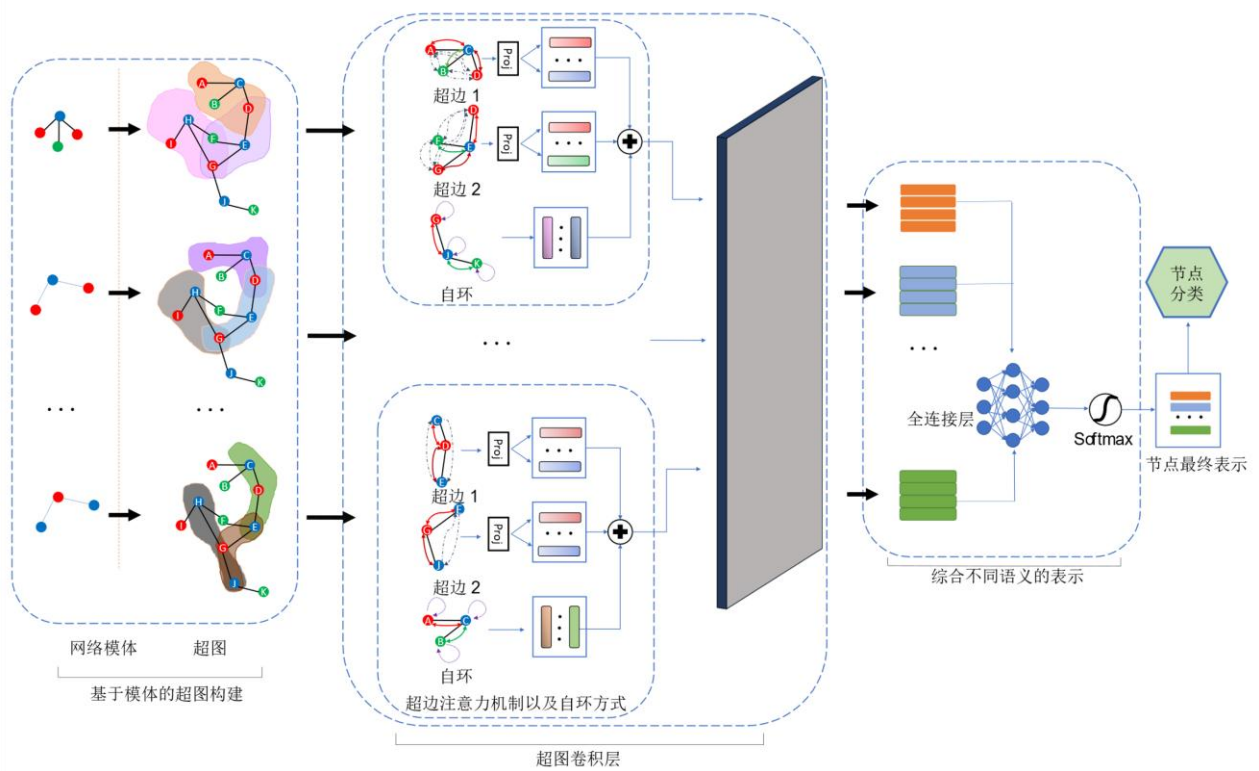 A C
B
D
H
F E
I
G
J
K
A C
B
D
H
F E
I
G
J
K
...
...
A C
B
D
H
F
I
E
G
J
K
网络模体
超图
基于模体的超图构建
A C
B D
Proj
...
超边 1
D
F E
G
Proj
...
超边 2
G
J K
...
自环
...
C
D
E
Proj
...
超边 1
G
J
Proj
...
超边 2
A C
B
...
自环
超边注意力机制以及自环方式
超图卷积层
...
全连接层
Softmax
综合不同语义的表示
节点
分类
...
节点最终表示